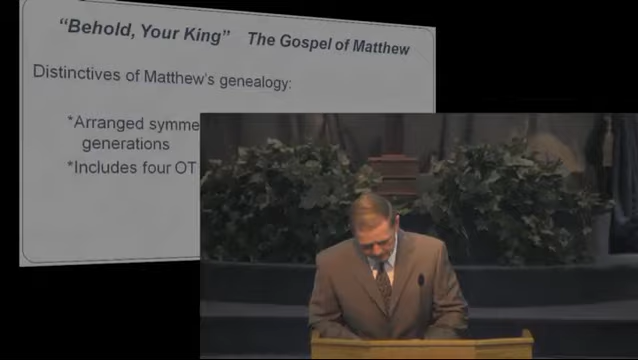 “Behold, Your King” The Gospel of Matthew
Distinctives of Matthew's genealogy:
*Arranged symme
generations
*Includes four OT